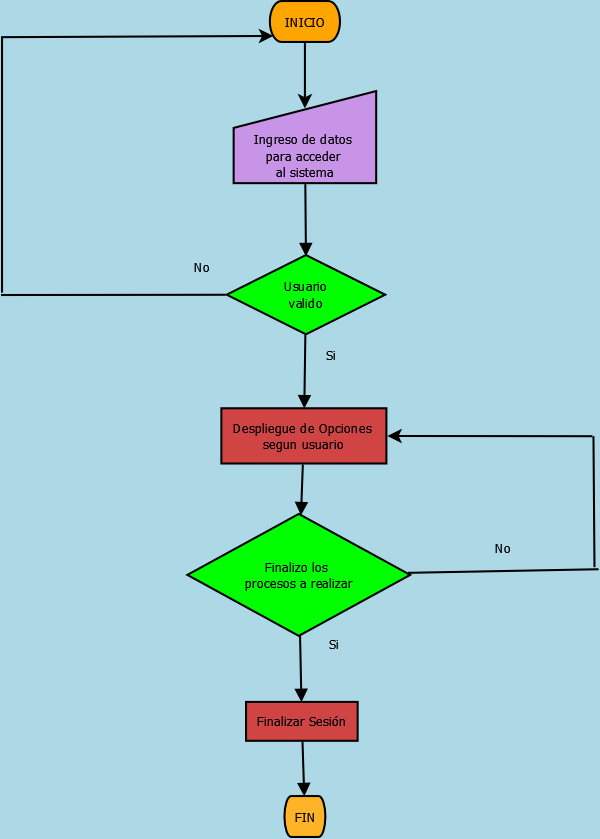 INICIO
Ingreso de datos
para acceder
al sistema
No
Usuario
valido
Si
Despliegue de Opciones
segun usuario
No
Finalizo los
procesos a realizar
Si
Finalizar Sesión
FIN